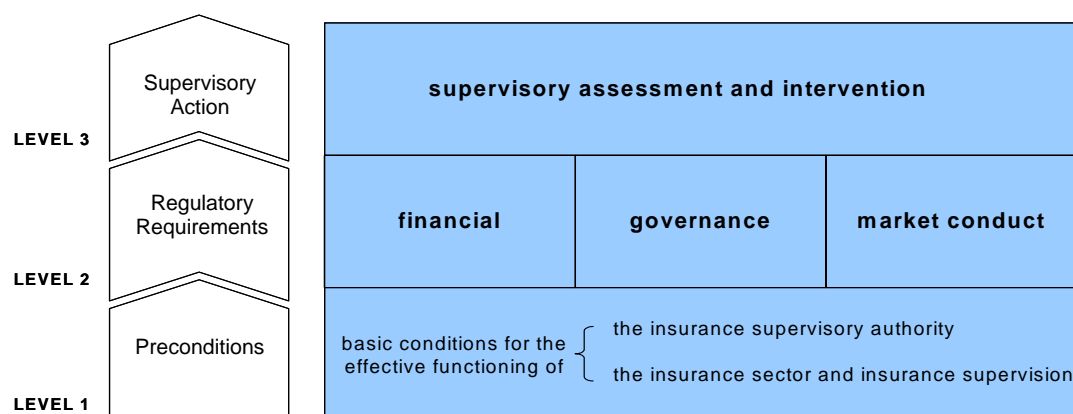 Supervisory
Action
supervisory assessment and intervention
LEVEL 3
Regulatory
Requirements
financial
governance
market conduct
LEVEL 2
Preconditions
basic conditions for the
effective functioning of
the insurance supervisory authority
the insurance sector and insurance supervision
LEVEL 1